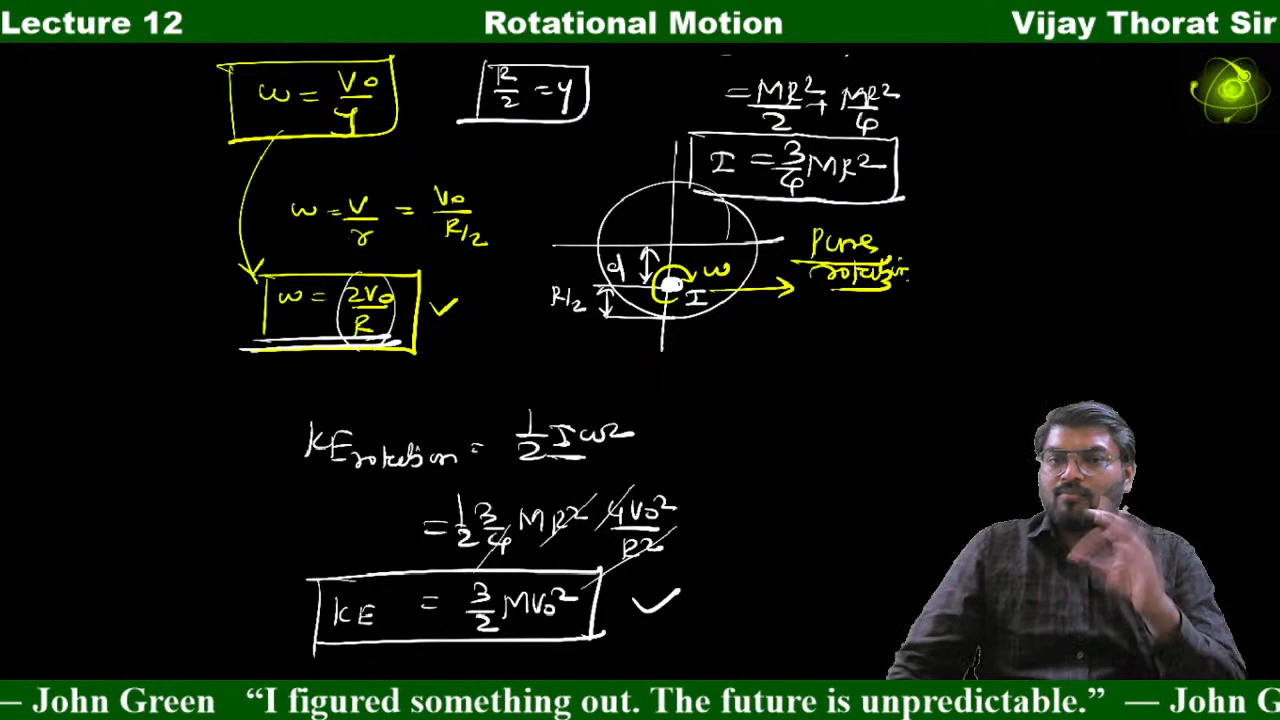 Lecture 12
Rotational Motion
Vijay Thorat Sir
ω = V₀/y
R/2 = y
= MR²/2 + MR²/4
I = 3/4 MR²
ω = V/r = V₀/R/2
Pure
rotation
d
ω
R/2
I
ω = 2V₀/R ✓
KE rotation = 1/2 Iω²
= 1/2 3/4 MR² 4V₀²/R²
KE = 3/2 MV₀² ✓
— John Green “I figured something out. The future is unpredictable.” — John G